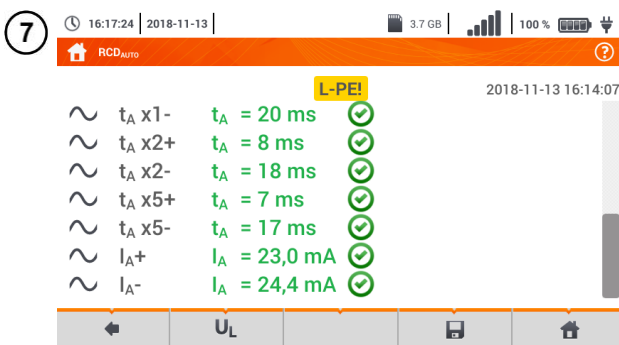 7
16:17:24 2018-11-13 3.7 GB 100 %
RCDAUTO ?
L-PE! 2018-11-13 16:14:07
tA x1- tA = 20 ms
tA x2+ tA = 8 ms
tA x2- tA = 18 ms
tA x5+ tA = 7 ms
tA x5- tA = 17 ms
IA+ IA = 23,0 mA
IA- IA = 24,4 mA
UL